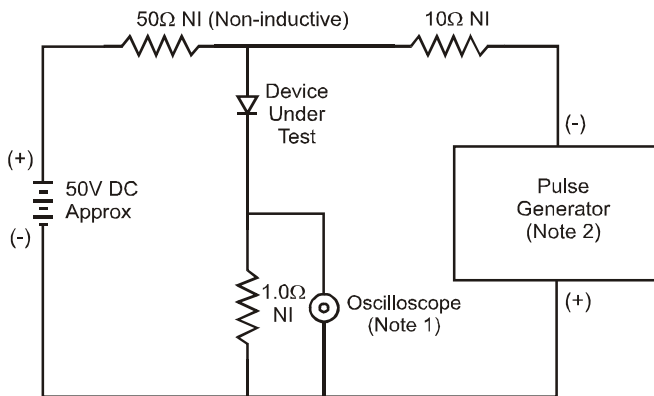 50Ω NI (Non-inductive)
10Ω NI
Device
Under
Test
(+)
50V DC
Approx
(-)
(-)
Pulse
Generator
(Note 2)
(+)
1.0Ω
NI
Oscilloscope
(Note 1)